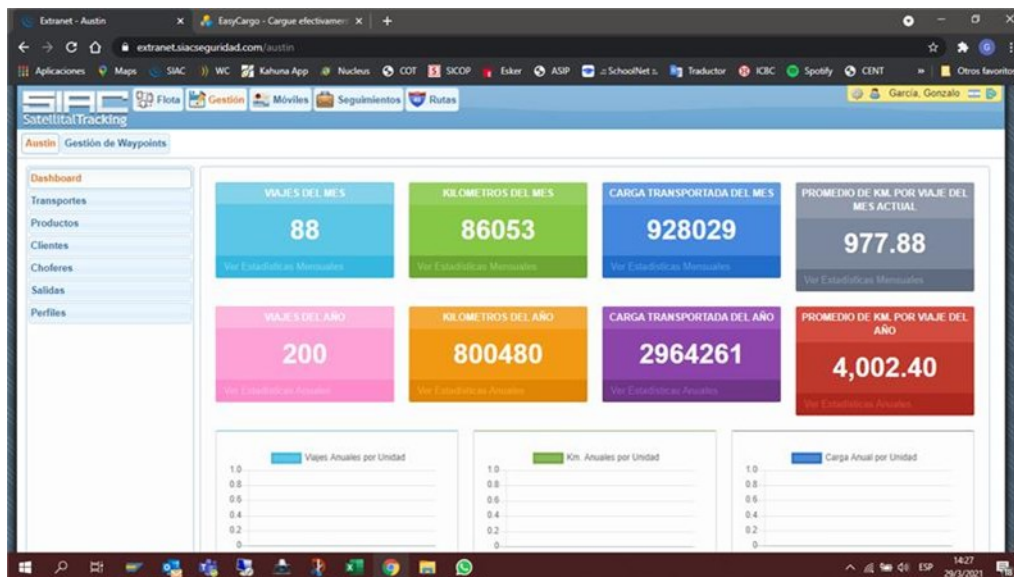 Extranet - Austin
EasyCargo - Cargue efectivamen
extranet.siacseguridad.com/austin
Aplicaciones Maps SIAC WC Kahuna App Nucleus COT SICOP Esker ASIP .:: SchoolNet ::. Traductor ICBC Spotify CENT » Otros favoritos
SIAC
SatellitalTracking
Flota Gestión Móviles Seguimientos Rutas
García, Gonzalo
Austin Gestión de Waypoints
Dashboard
Transportes
Productos
Clientes
Choferes
Salidas
Perfiles
VIAJES DEL MES
88
Ver Estadísticas Mensuales
KILOMETROS DEL MES
86053
Ver Estadísticas Mensuales
CARGA TRANSPORTADA DEL MES
928029
Ver Estadísticas Mensuales
PROMEDIO DE KM. POR VIAJE DEL
MES ACTUAL
977.88
Ver Estadísticas Mensuales
VIAJES DEL AÑO
200
Ver Estadísticas Anuales
KILOMETROS DEL AÑO
800480
Ver Estadísticas Anuales
CARGA TRANSPORTADA DEL AÑO
2964261
Ver Estadísticas Anuales
PROMEDIO DE KM. POR VIAJE DEL
AÑO
4,002.40
Ver Estadísticas Anuales
Viajes Anuales por Unidad
1.0
0.8
0.6
0.4
0.2
0
Km. Anuales por Unidad
1.0
0.8
0.6
0.4
0.2
0
Carga Anual por Unidad
1.0
0.8
0.6
0.4
0.2
0
ESP
14:27
29/3/2021